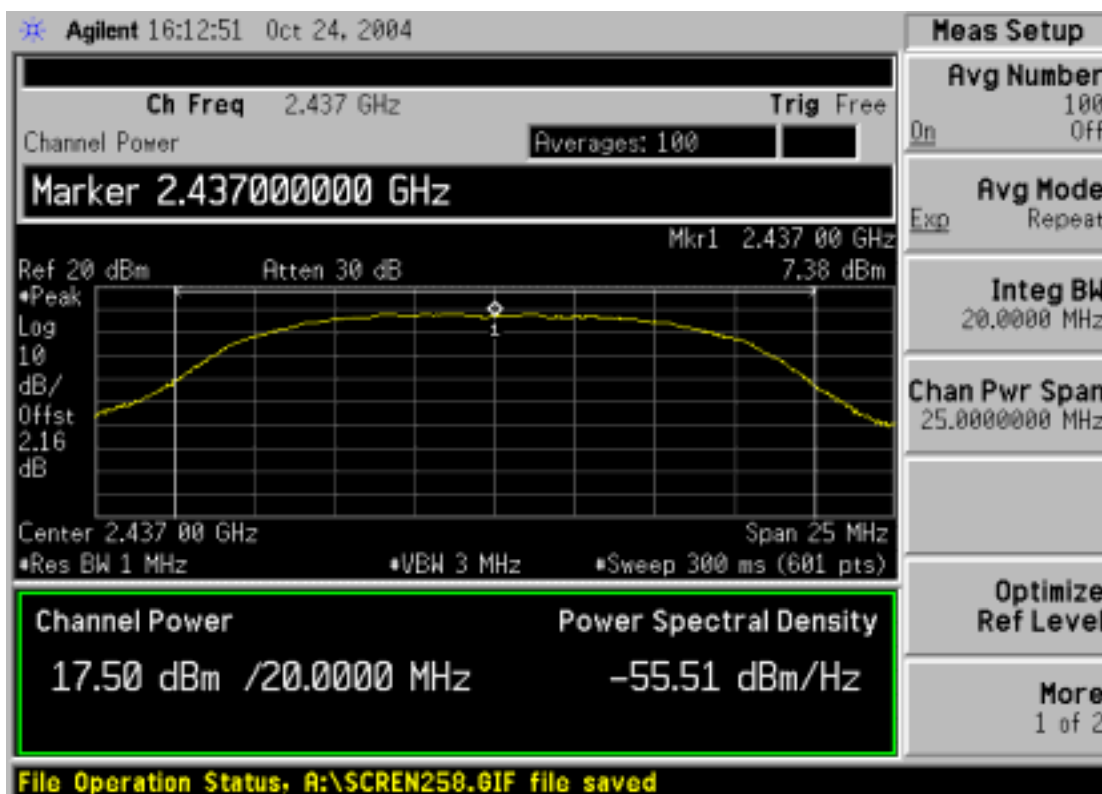 Agilent 16:12:51 Oct 24, 2004
Meas Setup
Ch Freq 2.437 GHz Trig Free
Channel Power Averages: 100
Marker 2.437000000 GHz
Mkr1 2.437 00 GHz
Ref 20 dBm Atten 30 dB 7.38 dBm
*Peak
Log
10
dB/
Offst
2.16
dB
1
Center 2.437 00 GHz Span 25 MHz
*Res BW 1 MHz *VBW 3 MHz *Sweep 300 ms (601 pts)
Channel Power Power Spectral Density
17.50 dBm /20.0000 MHz -55.51 dBm/Hz
File Operation Status, A:\SCREN258.GIF file saved
Avg Number
100
On Off
Avg Mode
Exp Repeat
Integ BW
20.0000 MHz
Chan Pwr Span
25.0000000 MHz
Optimize
Ref Level
More
1 of 2